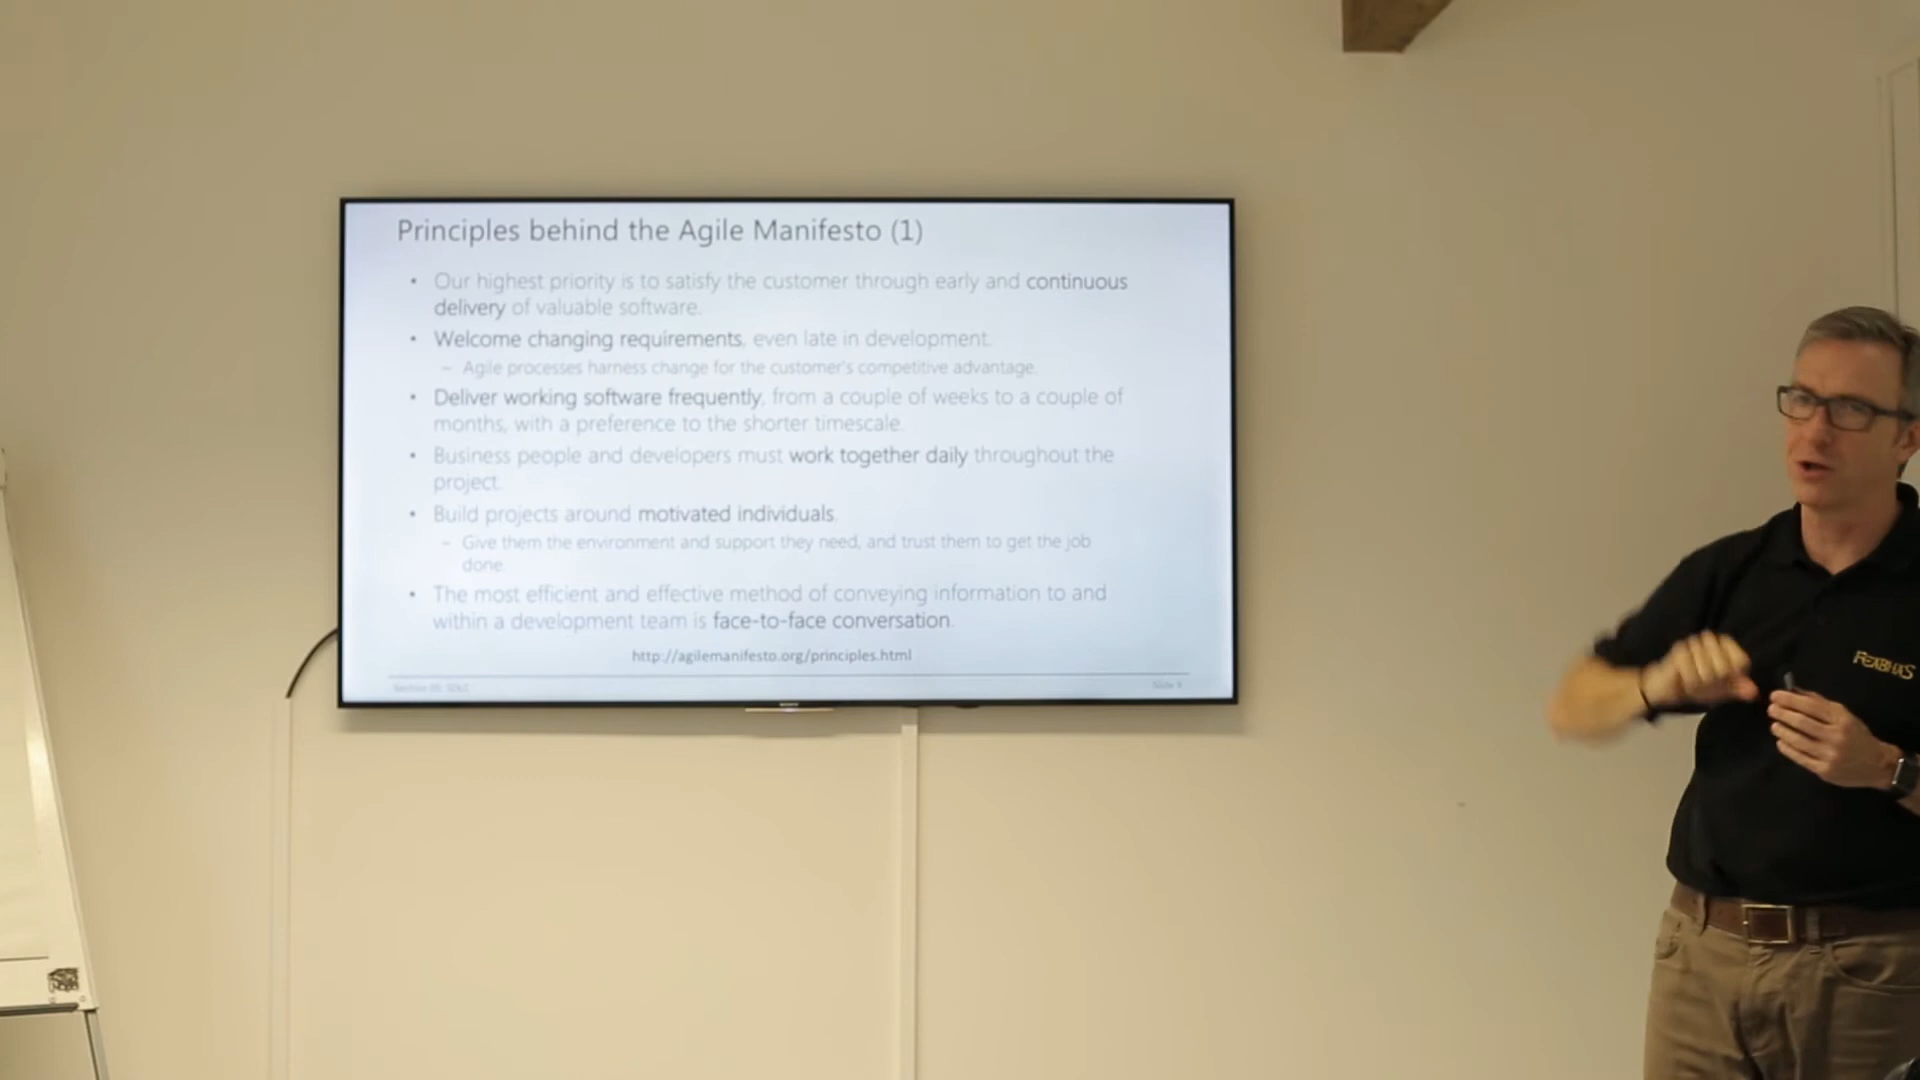 Principles behind the Agile Manifesto (1)
• Our highest priority is to satisfy the customer through early and continuous
delivery of valuable software.
• Welcome changing requirements, even late in development.
– Agile processes harness change for the customer's competitive advantage.
• Deliver working software frequently, from a couple of weeks to a couple of
months, with a preference to the shorter timescale.
• Business people and developers must work together daily throughout the
project.
• Build projects around motivated individuals.
– Give them the environment and support they need, and trust them to get the job
done.
• The most efficient and effective method of conveying information to and
within a development team is face-to-face conversation.
http://agilemanifesto.org/principles.html
FEABHAS